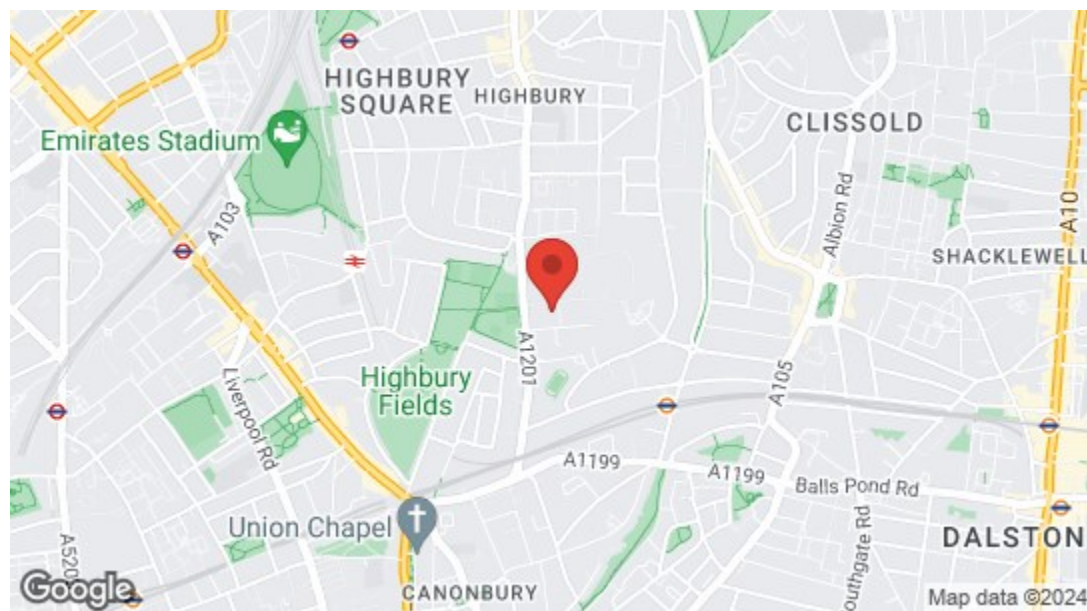 HIGHBURY
SQUARE
HIGHBURY
CLISSOLD
Emirates Stadium
A103
Albion Rd
A10
SHACKLEWELL
A1201
Highbury
Fields
Liverpool Rd
A105
A1199
A1199
Balls Pond Rd
Union Chapel
outhgate Rd
DALSTON
A520
CANONBURY
Google
Map data ©2024